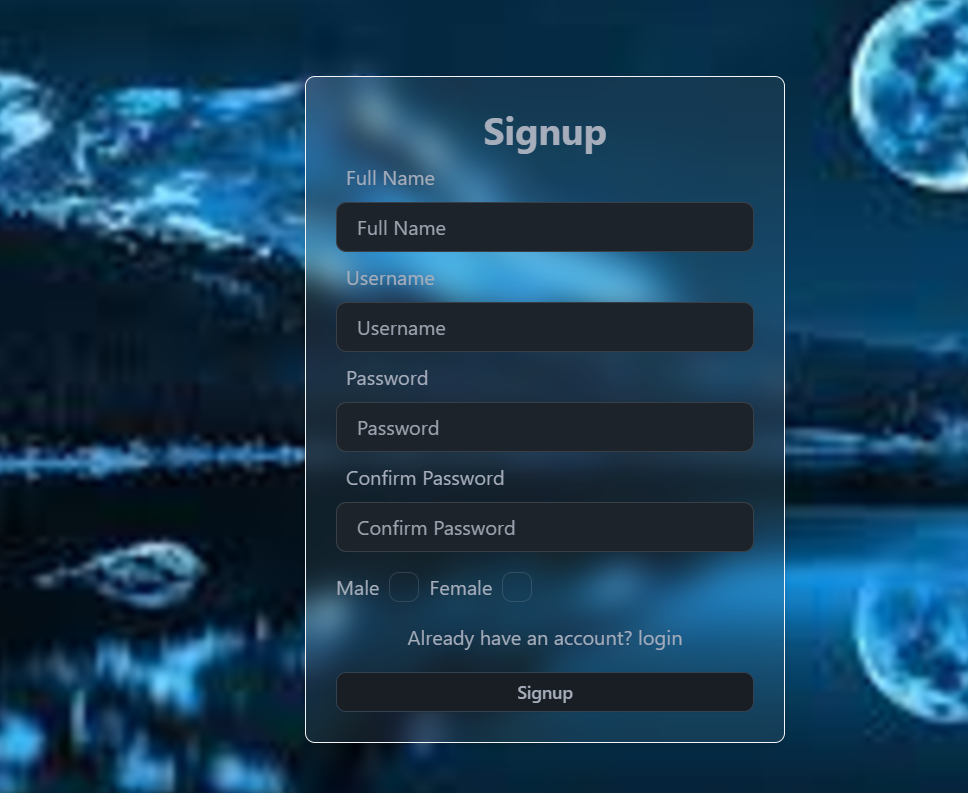 Signup
Full Name
Full Name
Username
Username
Password
Password
Confirm Password
Confirm Password
Male Female
Already have an account? login
Signup